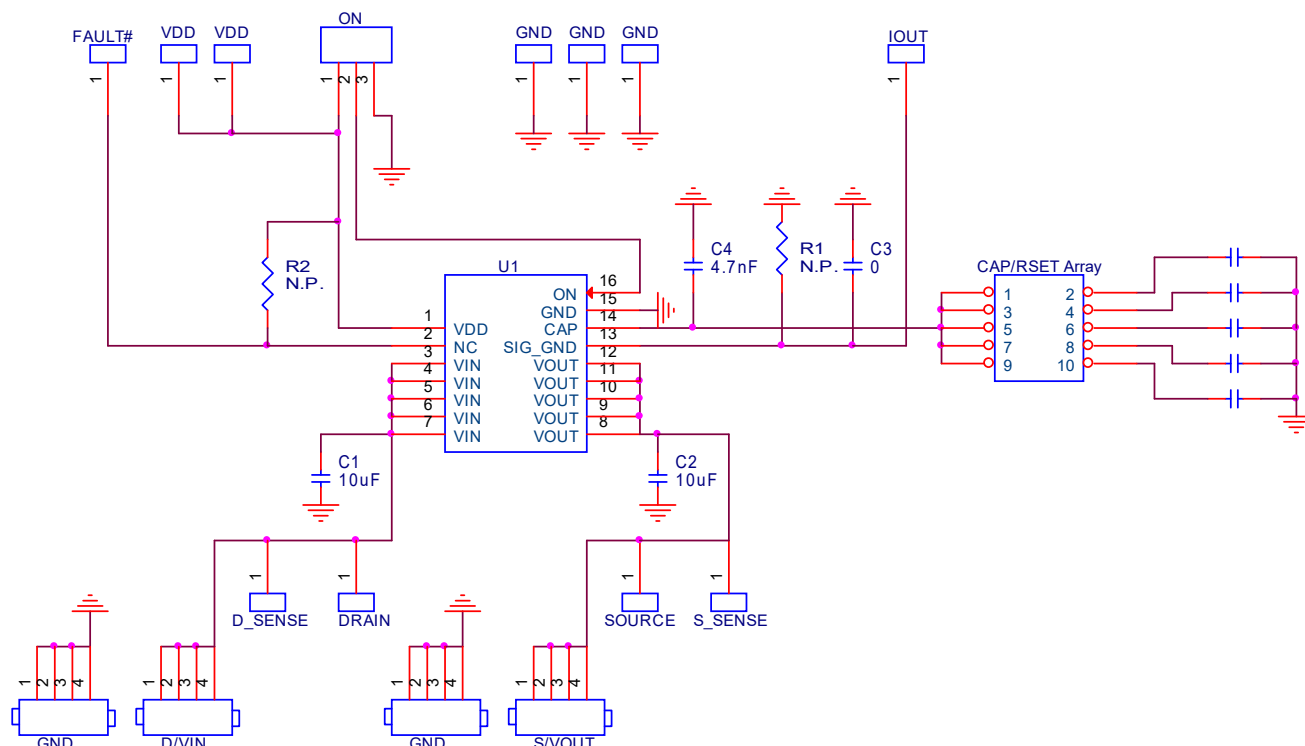 ON
FAULT#
VDD
VDD
GND
GND
GND
IOUT
1
1
1
1
2
3
1
1
1
1
C4
4.7nF
R1
N.P.
C3
0
R2
N.P.
U1
CAP/RSET Array
1
2
3
4
5
6
7
8
9
10
1
VDD
2
NC
3
VIN
4
VIN
5
VIN
6
VIN
7
VIN
16
ON
15
GND
14
CAP
13
SIG_GND
12
VOUT
11
VOUT
10
VOUT
9
VOUT
8
VOUT
C1
10uF
C2
10uF
1
1
1
1
D_SENSE
DRAIN
SOURCE
S_SENSE
1
2
3
4
1
2
3
4
1
2
3
4
1
2
3
4
GND
D/VIN
GND
S/VOUT